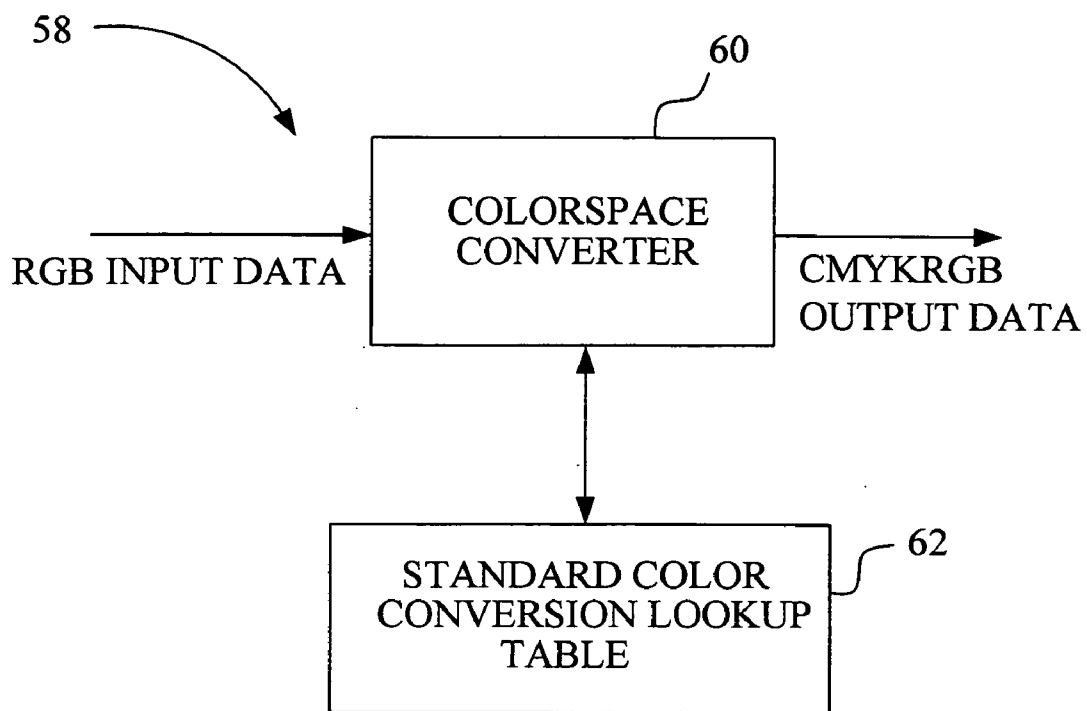 58
60
COLORSPACE
CONVERTER
RGB INPUT DATA
CMYKRGB
OUTPUT DATA
62
STANDARD COLOR
CONVERSION LOOKUP
TABLE